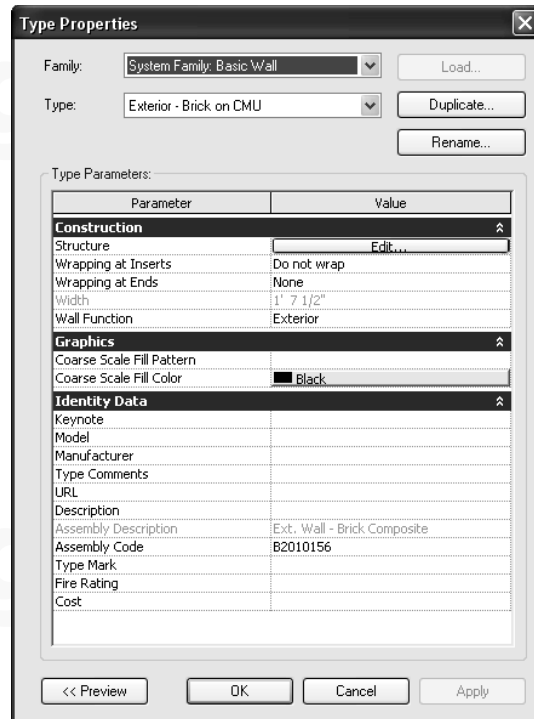 Type Properties
Family: System Family: Basic Wall Load...
Type: Exterior - Brick on CMU Duplicate...
Rename...
Type Parameters:
Parameter Value
Construction
Structure Edit...
Wrapping at Inserts Do not wrap
Wrapping at Ends None
Width 1' 7 1/2"
Wall Function Exterior
Graphics
Coarse Scale Fill Pattern
Coarse Scale Fill Color Black
Identity Data
Keynote
Model
Manufacturer
Type Comments
URL
Description
Assembly Description Ext. Wall - Brick Composite
Assembly Code B2010156
Type Mark
Fire Rating
Cost
<< Preview OK Cancel Apply